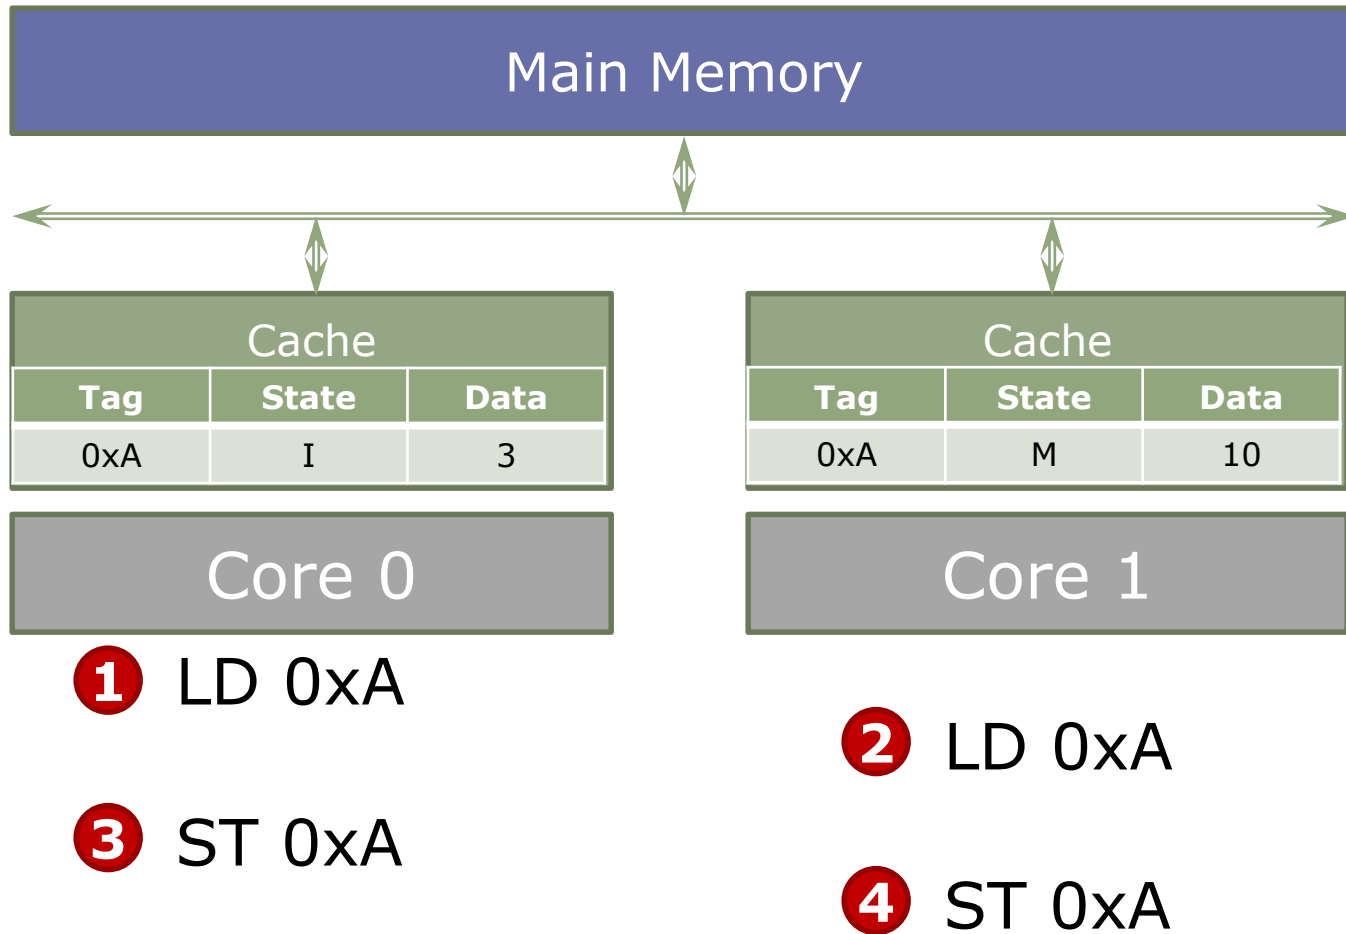 Main Memory
Cache
Tag State Data
0xA I 3
Core 0
Cache
Tag State Data
0xA M 10
Core 1
1 LD 0xA
2 LD 0xA
3 ST 0xA
4 ST 0xA